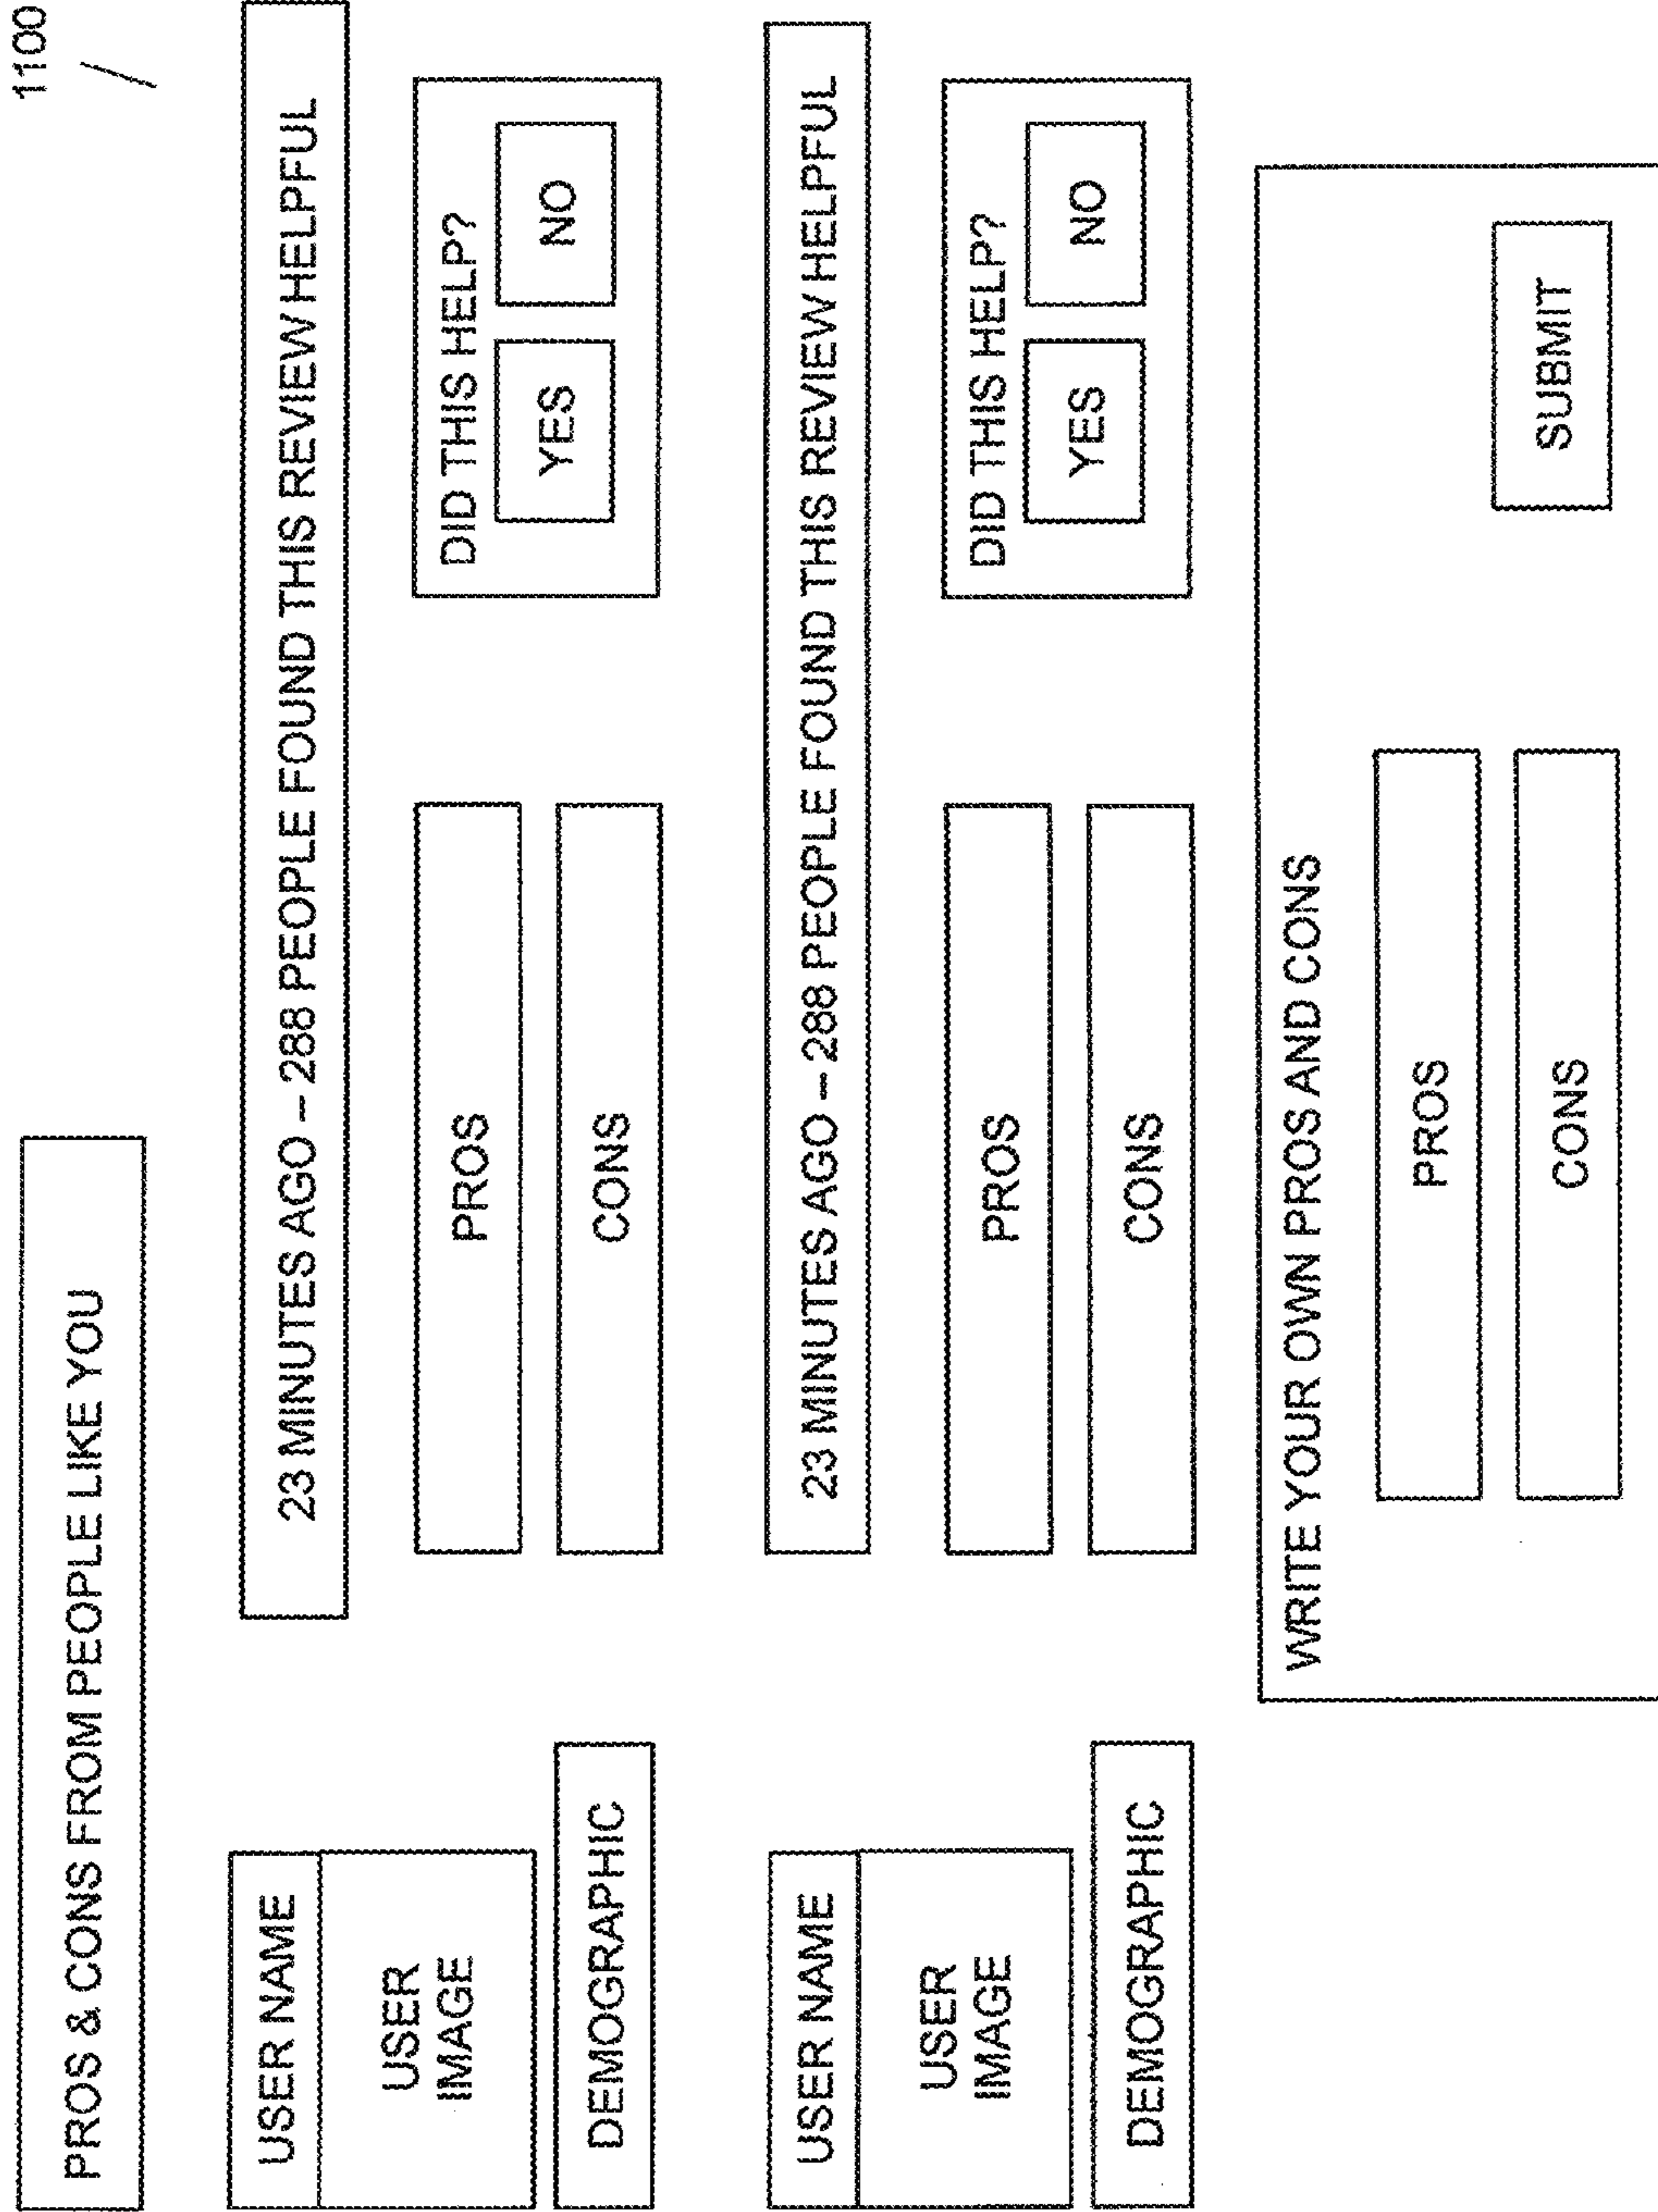 1100
PROS & CONS FROM PEOPLE LIKE YOU
USER NAME
USER
IMAGE
DEMOGRAPHIC
23 MINUTES AGO – 288 PEOPLE FOUND THIS REVIEW HELPFUL
PROS
CONS
DID THIS HELP?
YES
NO
USER NAME
USER
IMAGE
DEMOGRAPHIC
23 MINUTES AGO – 288 PEOPLE FOUND THIS REVIEW HELPFUL
PROS
CONS
DID THIS HELP?
YES
NO
WRITE YOUR OWN PROS AND CONS
PROS
CONS
SUBMIT